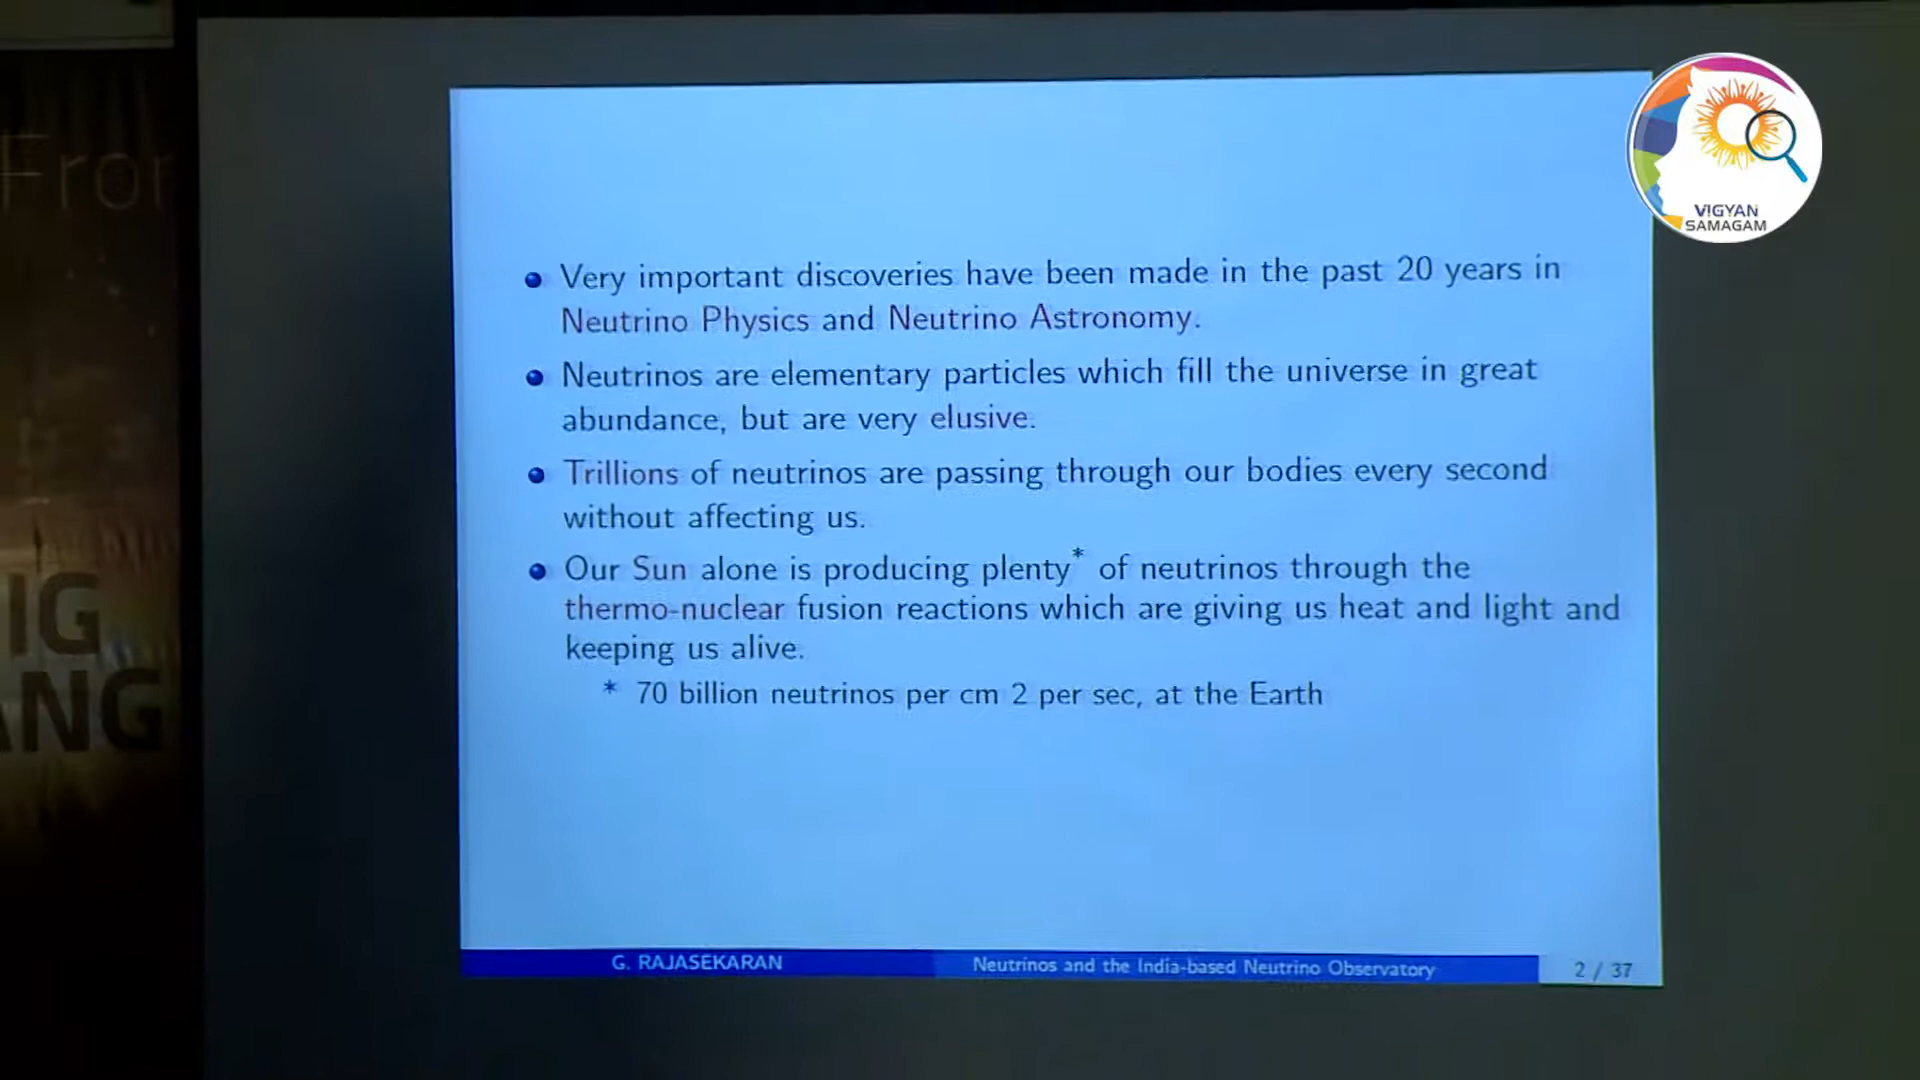 Fror
IG
ANG
VIGYAN
SAMAGAM
Very important discoveries have been made in the past 20 years in
Neutrino Physics and Neutrino Astronomy.
Neutrinos are elementary particles which fill the universe in great
abundance, but are very elusive.
Trillions of neutrinos are passing through our bodies every second
without affecting us.
Our Sun alone is producing plenty* of neutrinos through the
thermo-nuclear fusion reactions which are giving us heat and light and
keeping us alive.
* 70 billion neutrinos per cm 2 per sec, at the Earth
G. RAJASEKARAN
Neutrinos and the India-based Neutrino Observatory
2 / 37